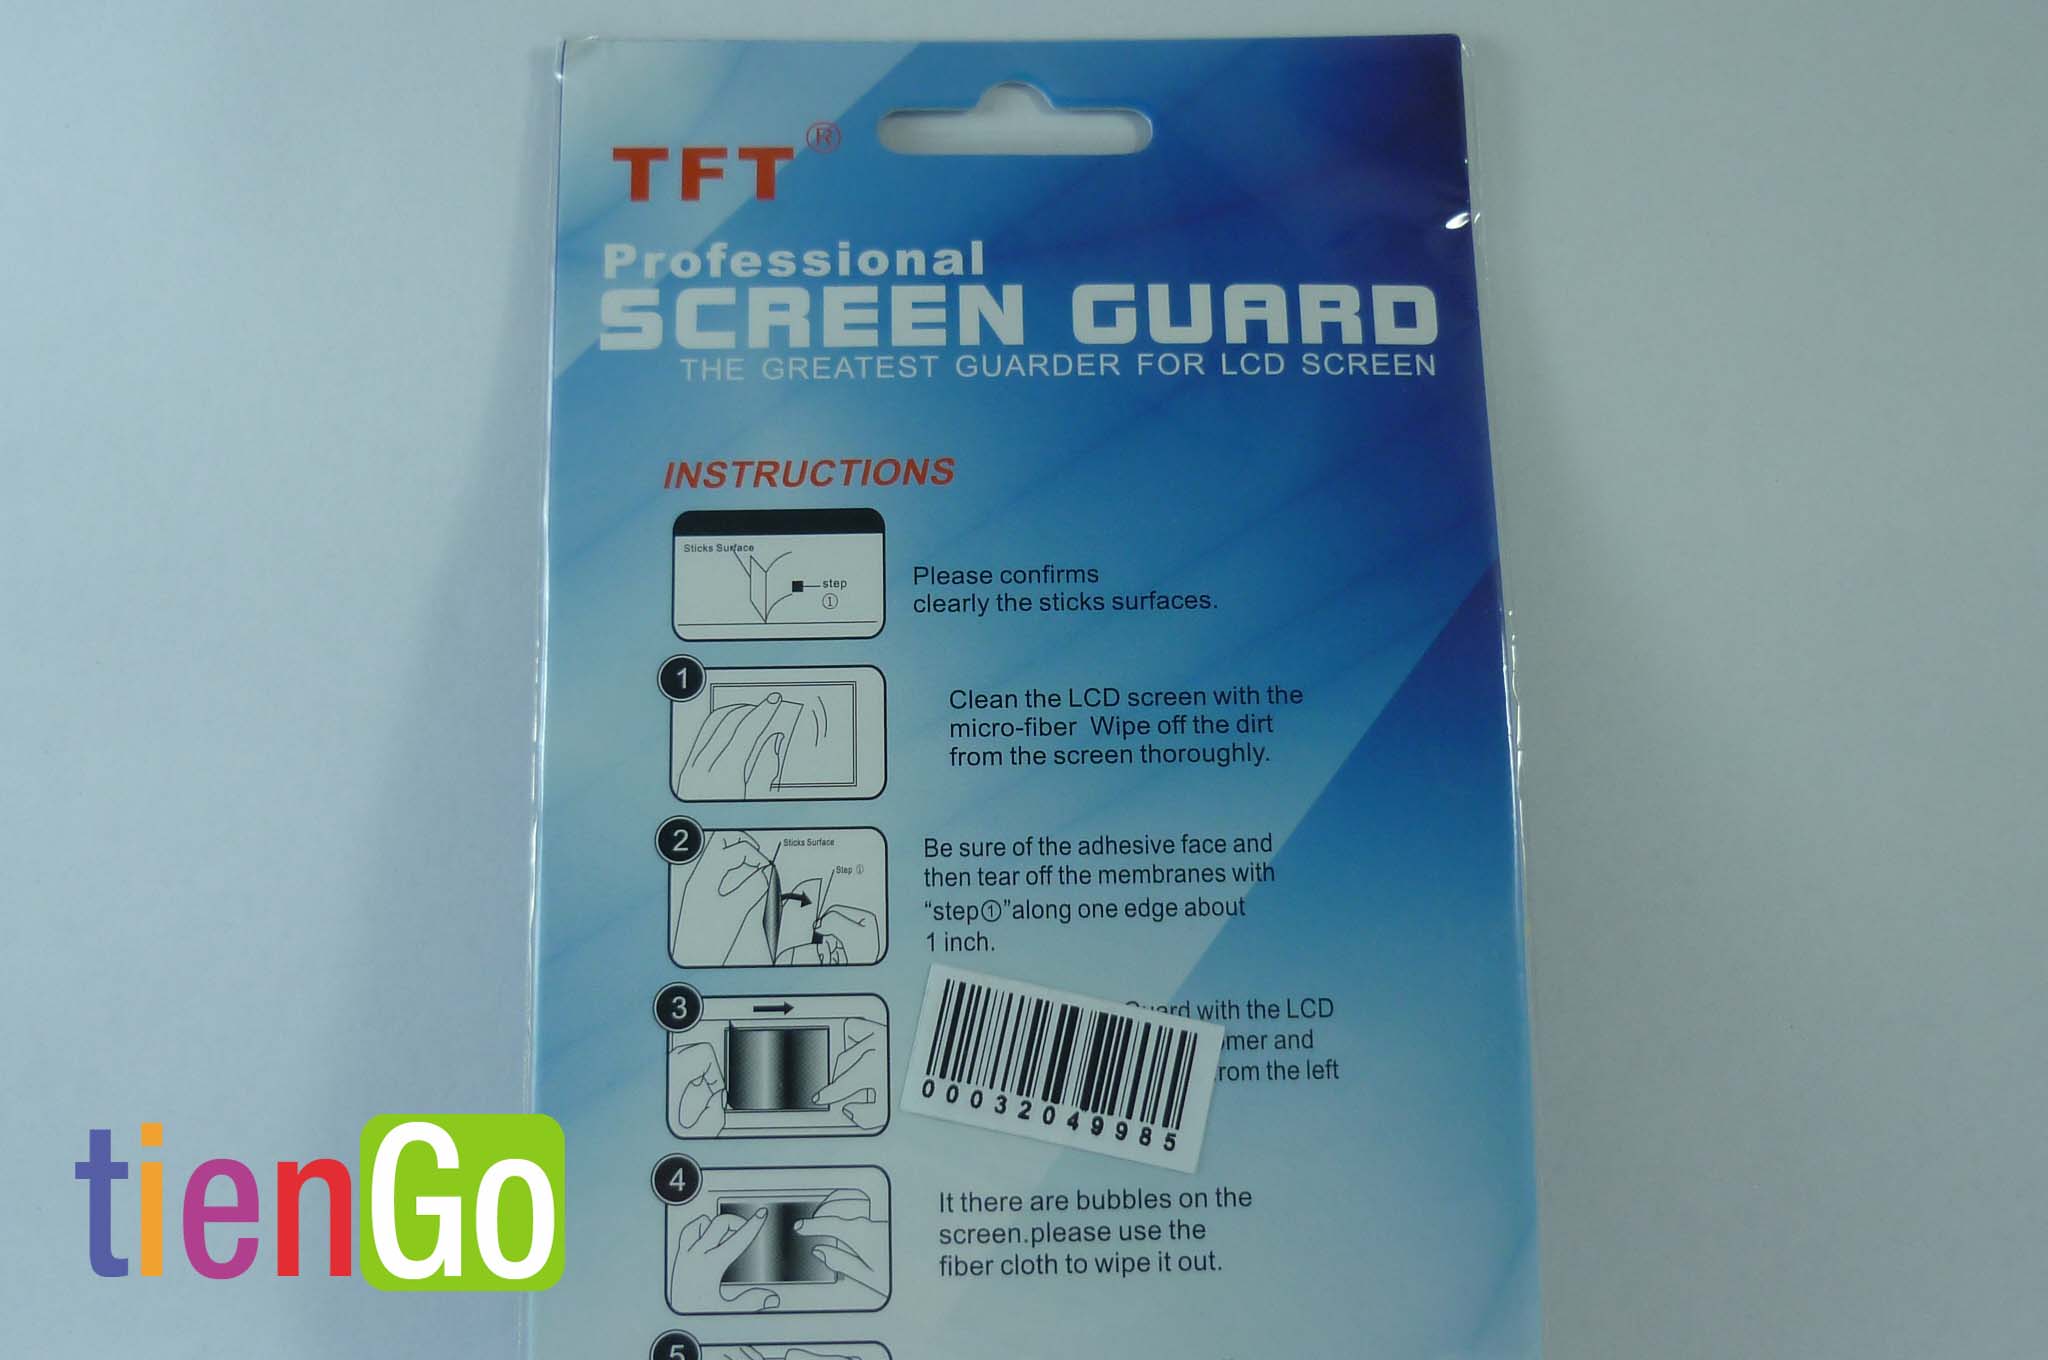 TFT®
Professional
SCREEN GUARD
THE GREATEST GUARDER FOR LCD SCREEN
INSTRUCTIONS
Sticks Surface
step
①
Please confirms
clearly the sticks surfaces.
1
Clean the LCD screen with the
micro-fiber Wipe off the dirt
from the screen thoroughly.
2
Sticks Surface
Step ①
Be sure of the adhesive face and
then tear off the membranes with
“step①”along one edge about
1 inch.
3
with the LCD
and
the left
00032049985
4
It there are bubbles on the
screen.please use the
fiber cloth to wipe it out.
5
tienGo